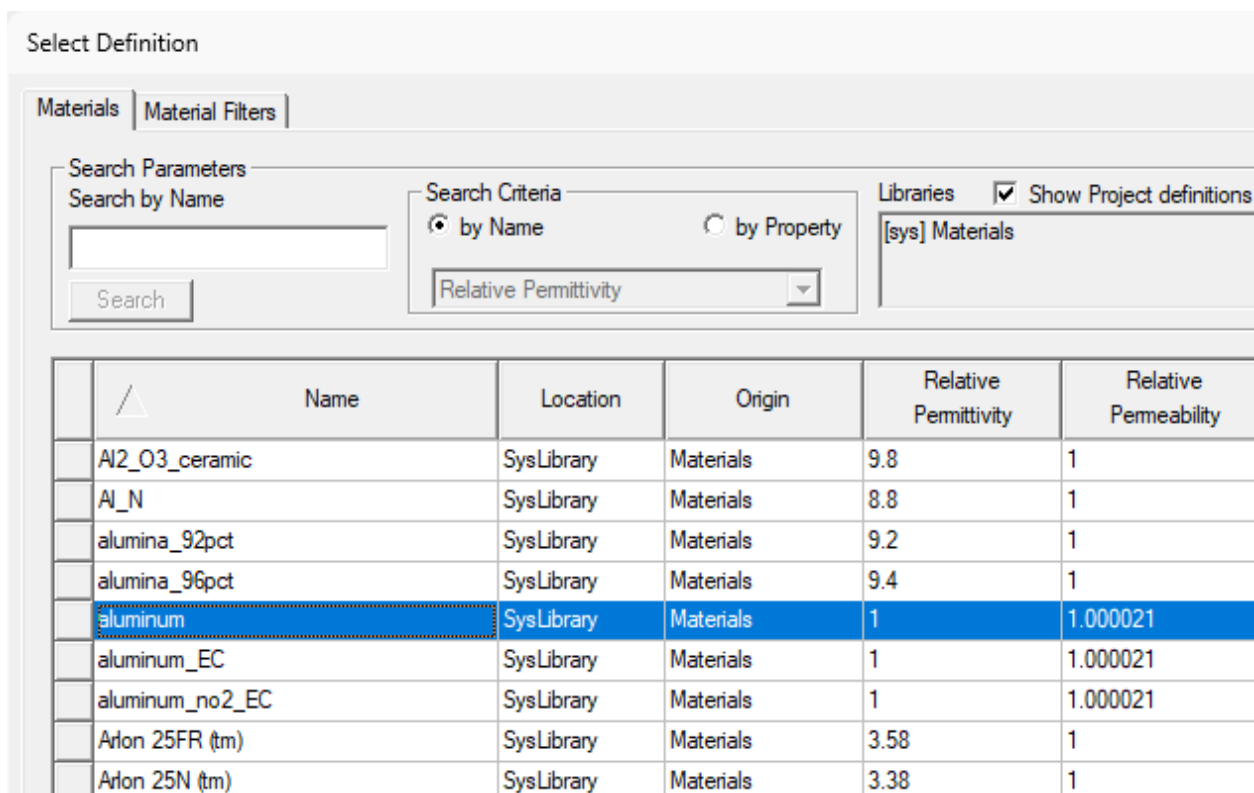 Select Definition
Materials Material Filters
Search Parameters
Search by Name
Search
Search Criteria
by Name by Property
Relative Permittivity
Libraries Show Project definitions
[sys] Materials
Name Location Origin Relative Permittivity Relative Permeability
Al2_O3_ceramic SysLibrary Materials 9.8 1
Al_N SysLibrary Materials 8.8 1
alumina_92pct SysLibrary Materials 9.2 1
alumina_96pct SysLibrary Materials 9.4 1
aluminum SysLibrary Materials 1 1.000021
aluminum_EC SysLibrary Materials 1 1.000021
aluminum_no2_EC SysLibrary Materials 1 1.000021
Arlon 25FR (tm) SysLibrary Materials 3.58 1
Arlon 25N (tm) SysLibrary Materials 3.38 1